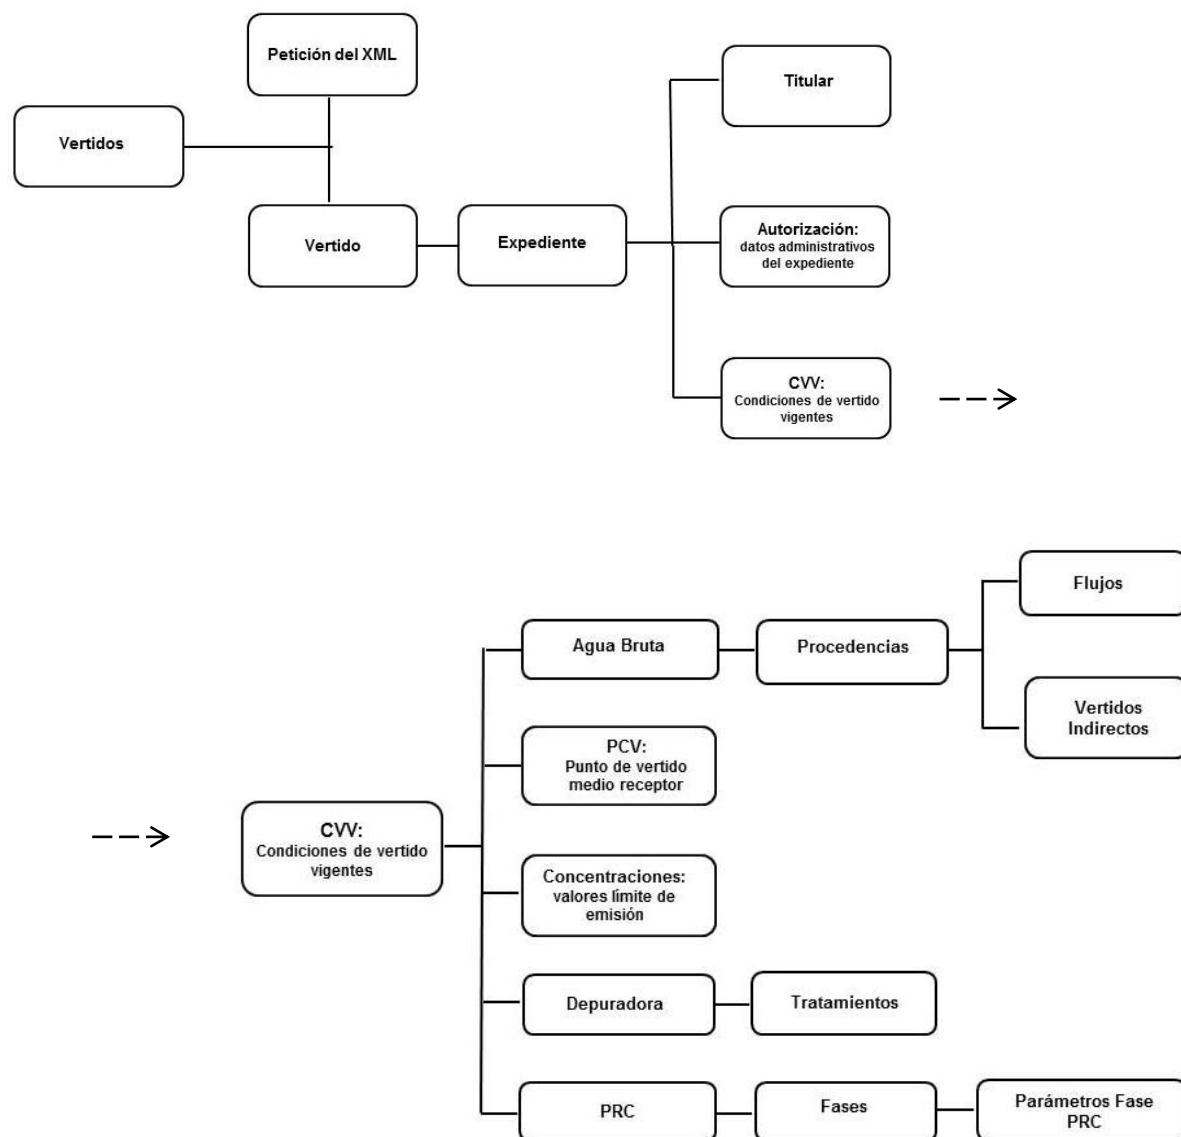 Petición del XML
Titular
Vertidos
Vertido
Expediente
Autorización:
datos administrativos
del expediente
CVV:
Condiciones de vertido
vigentes
Flujos
Agua Bruta
Procedencias
Vertidos
Indirectos
PCV:
Punto de vertido
medio receptor
CVV:
Condiciones de vertido
vigentes
Concentraciones:
valores límite de
emisión
Depuradora
Tratamientos
PRC
Fases
Parámetros Fase
PRC